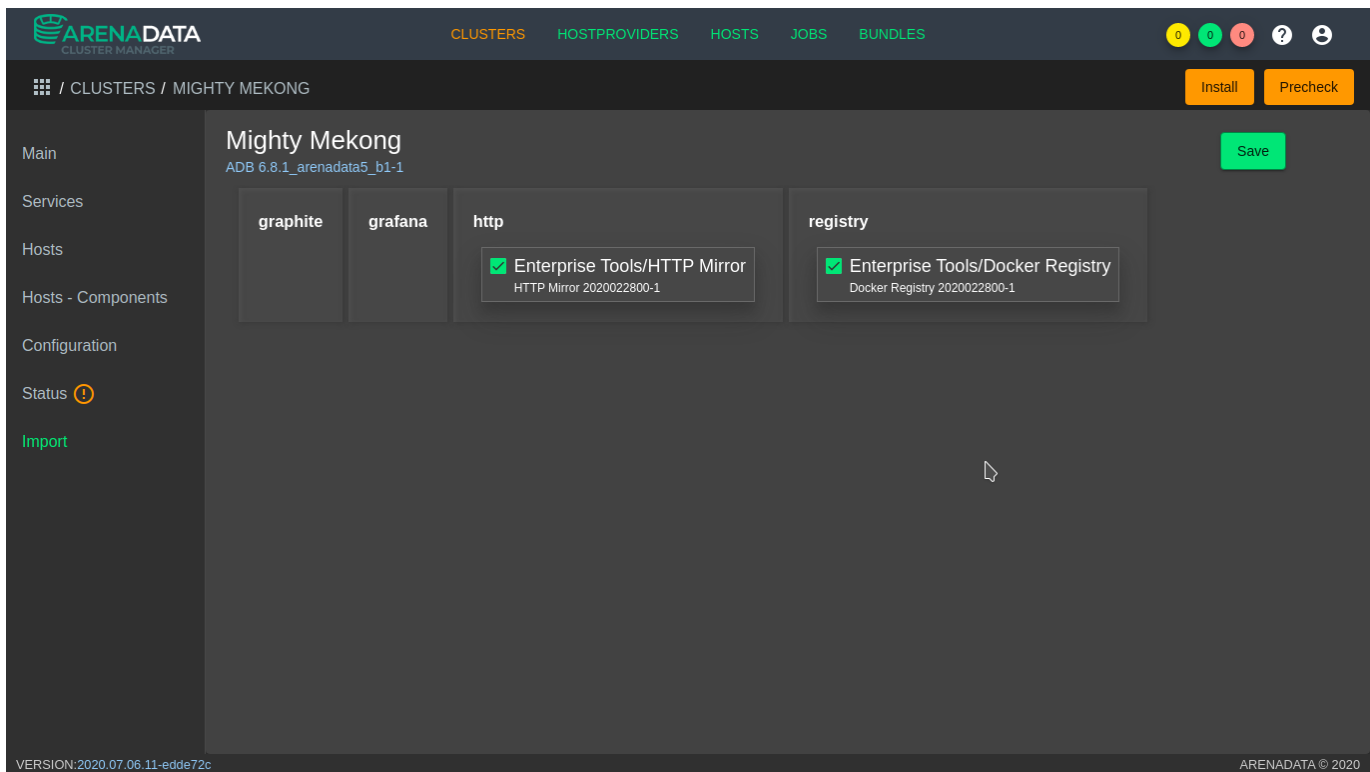 ARENADATA
CLUSTER MANAGER
CLUSTERS HOSTPROVIDERS HOSTS JOBS BUNDLES
0 0 0 ?
/ CLUSTERS / MIGHTY MEKONG
Install Precheck
Main
Services
Hosts
Hosts - Components
Configuration
Status !
Import
Mighty Mekong
ADB 6.8.1_arenadata5_b1-1
Save
graphite grafana http registry
Enterprise Tools/HTTP Mirror
HTTP Mirror 2020022800-1
Enterprise Tools/Docker Registry
Docker Registry 2020022800-1
VERSION:2020.07.06.11-edde72c
ARENADATA © 2020